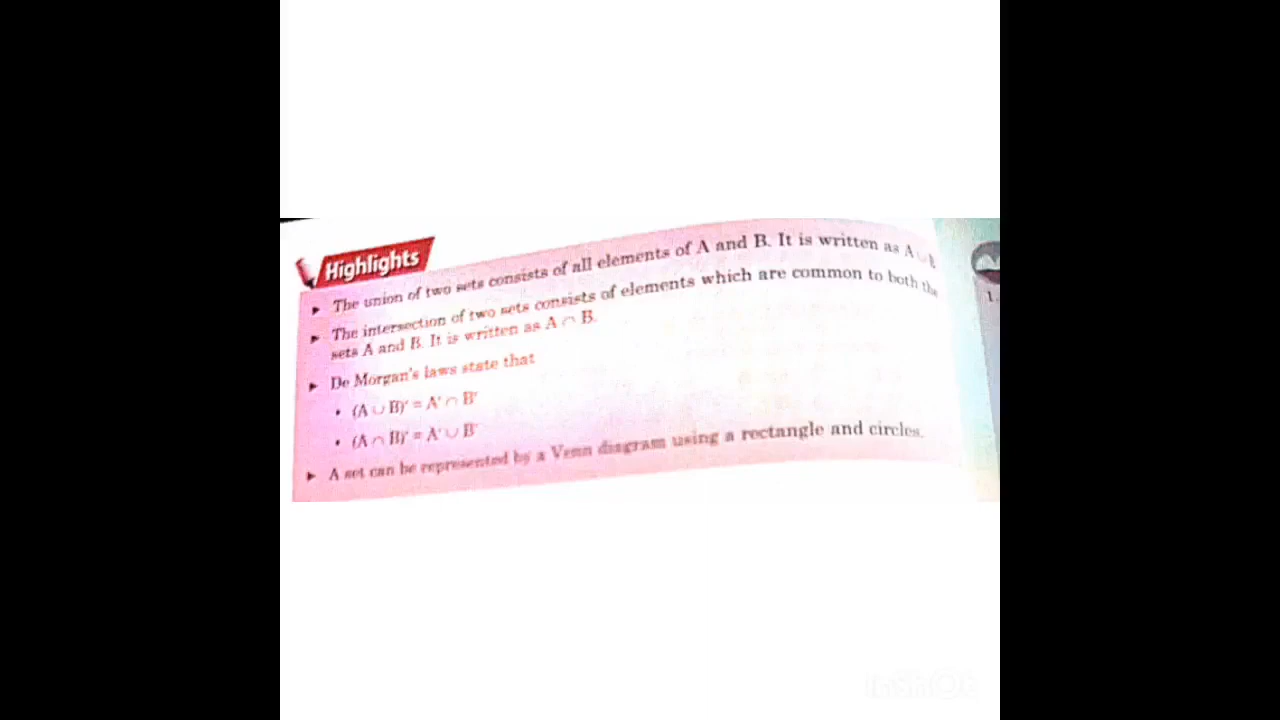 Highlights
▸ The union of two sets consists of all elements of A and B. It is written as A ∪ B
▸ The intersection of two sets consists of elements which are common to both the
sets A and B. It is written as A ∩ B.
▸ De Morgan's laws state that
• (A ∪ B)' = A' ∩ B'
• (A ∩ B)' = A' ∪ B'
▸ A set can be represented by a Venn diagram using a rectangle and circles.
1.
InShOt